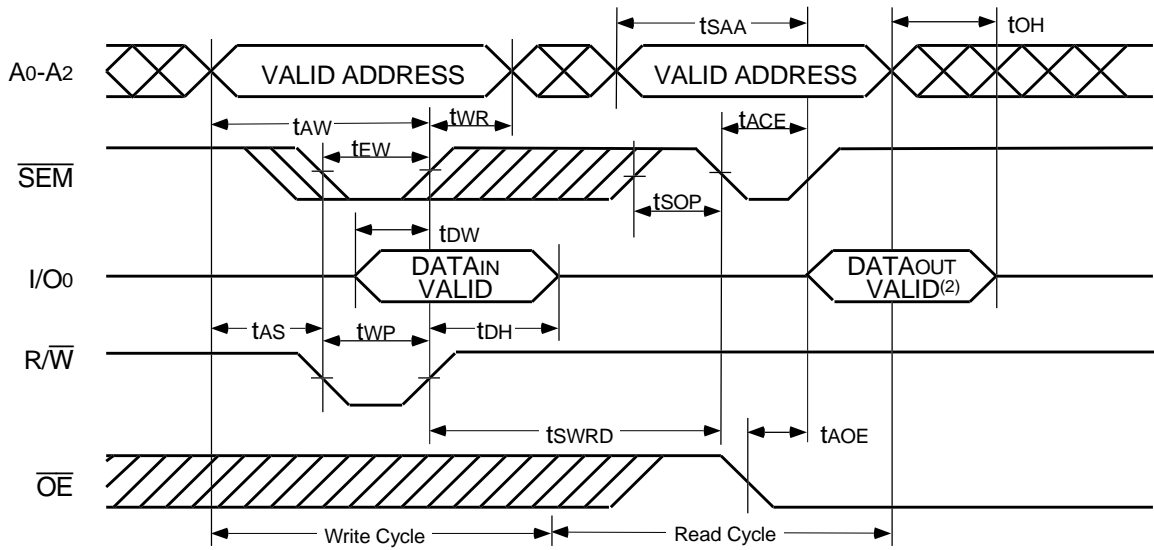 tSAA
tOH
A0-A2
VALID ADDRESS
VALID ADDRESS
tAW
tWR
tACE
tEW
SEM
tSOP
tDW
I/O0
DATAIN
VALID
DATAOUT
VALID(2)
tAS
tWP
tDH
R/W
tSWRD
tAOE
OE
Write Cycle
Read Cycle